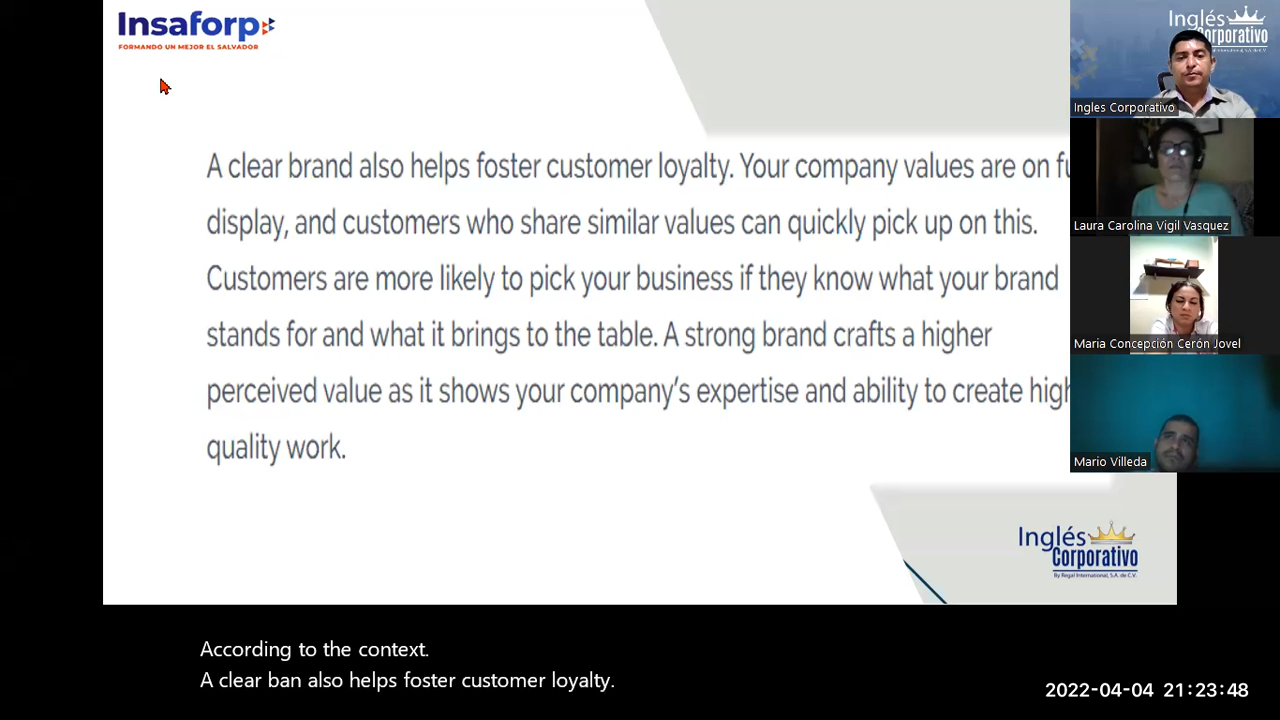 Insaforp
FORMANDO UN MEJOR EL SALVADOR
A clear brand also helps foster customer loyalty. Your company values are on fu
display, and customers who share similar values can quickly pick up on this.
Customers are more likely to pick your business if they know what your brand
stands for and what it brings to the table. A strong brand crafts a higher
perceived value as it shows your company's expertise and ability to create high
quality work.
Inglés
Corporativo
By Regal International, S.A. de C.V.
Inglés
Corporativo
Ingles Corporativo
Laura Carolina Vigil Vasquez
Maria Concepción Cerón Jovel
Mario Villeda
According to the context.
A clear ban also helps foster customer loyalty.
2022-04-04 21:23:48